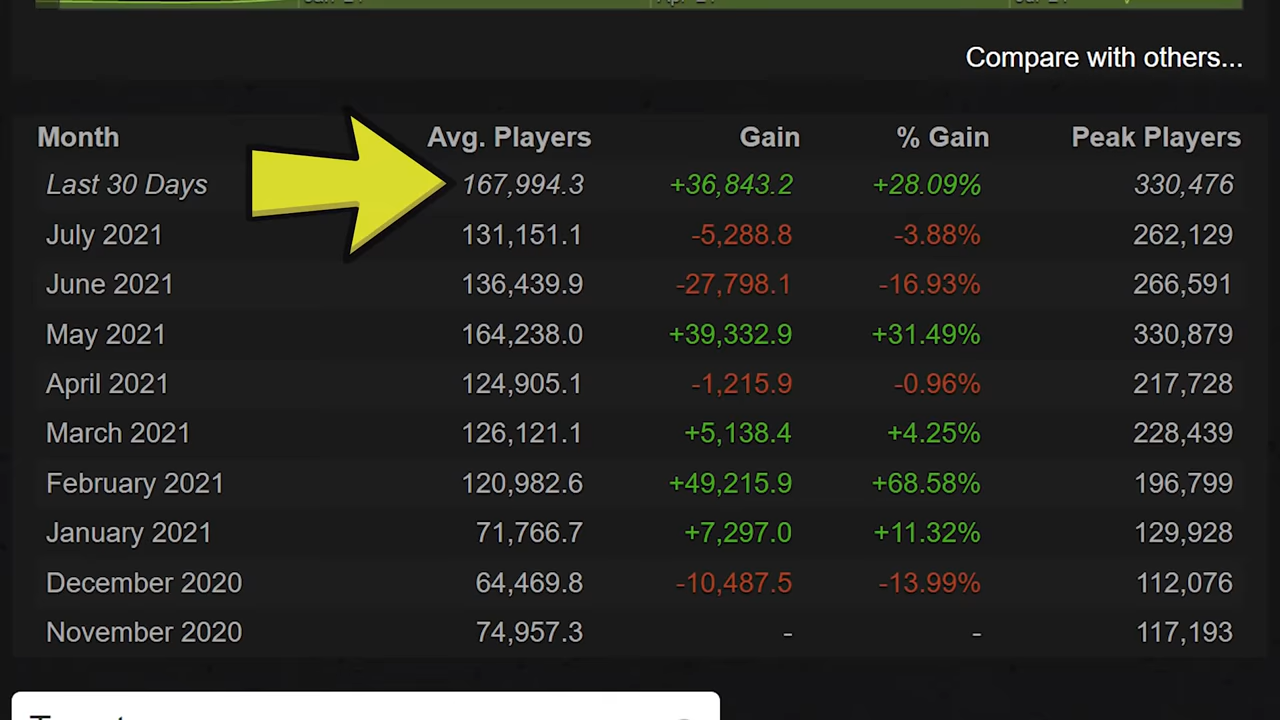 Compare with others...
Month Avg. Players Gain % Gain Peak Players
Last 30 Days 167,994.3 +36,843.2 +28.09% 330,476
July 2021 131,151.1 -5,288.8 -3.88% 262,129
June 2021 136,439.9 -27,798.1 -16.93% 266,591
May 2021 164,238.0 +39,332.9 +31.49% 330,879
April 2021 124,905.1 -1,215.9 -0.96% 217,728
March 2021 126,121.1 +5,138.4 +4.25% 228,439
February 2021 120,982.6 +49,215.9 +68.58% 196,799
January 2021 71,766.7 +7,297.0 +11.32% 129,928
December 2020 64,469.8 -10,487.5 -13.99% 112,076
November 2020 74,957.3 - - 117,193